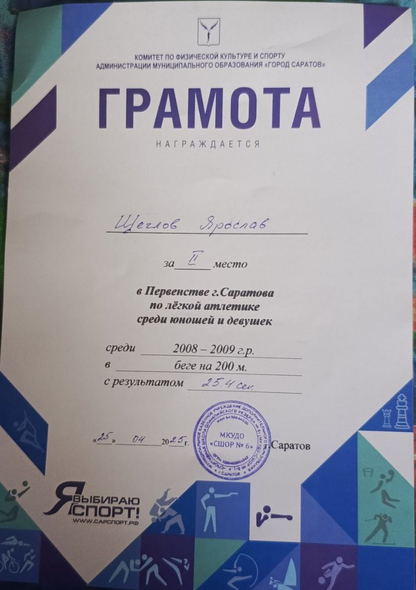 КОМИТЕТ ПО ФИЗИЧЕСКОЙ КУЛЬТУРЕ И СПОРТУ
АДМИНИСТРАЦИИ МУНИЦИПАЛЬНОГО ОБРАЗОВАНИЯ «ГОРОД САРАТОВ»
ГРАМОТА
НАГРАЖДАЕТСЯ
Щеглов Ярослав
за II место
в Первенстве г.Саратова
по лёгкой атлетике
среди юношей и девушек
среди 2008 – 2009 г.р.
в беге на 200 м.
с результатом 25 4 сек
«25» 04 2025г. г.Саратов
МКУДО
«СШОР № 6»
Я ВЫБИРАЮ
СПОРТ!
WWW.САРСПОРТ.РФ